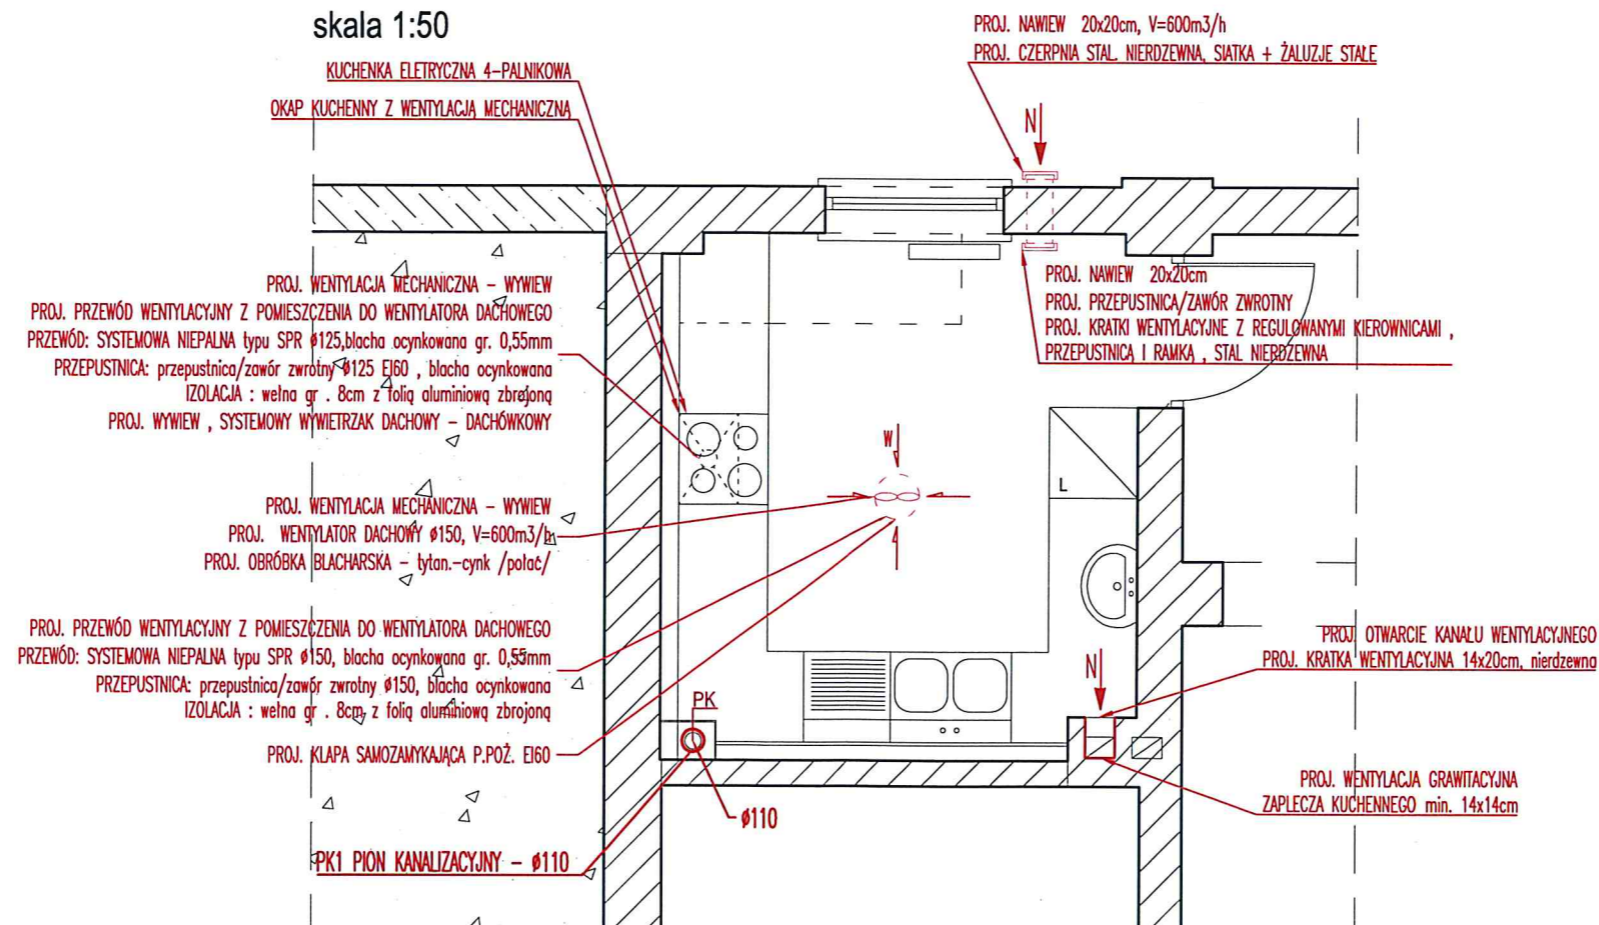 skala 1:50
KUCHENKA ELETRYCZNA 4-PALNIKOWA
OKAP KUCHENNY Z WENTYLACJĄ MECHANICZNĄ
PROJ. NAWIEW 20x20cm, V=600m3/h
PROJ. CZERPNIA STAL. NIERDZEWNA, SIATKA + ŻALUZJE STAŁE
N
PROJ. WENTYLACJA MECHANICZNA - WYWIEW
PROJ. PRZEWÓD WENTYLACYJNY Z POMIESZCZENIA DO WENTYLATORA DACHOWEGO
PRZEWÓD: SYSTEMOWA NIEPALNA typu SPR ø125,blacha ocynkowana gr. 0,55mm
PRZEPUSTNICA: przepustnica/zawór zwrotny ø125 EI60 , blacha ocynkowana
IZOLACJA : wełna gr . 8cm z folią aluminiową zbrojoną
PROJ. WYWIEW , SYSTEMOWY WYWIETRZAK DACHOWY - DACHÓWKOWY
PROJ. NAWIEW 20x20cm
PROJ. PRZEPUSTNICA/ZAWÓR ZWROTNY
PROJ. KRATKI WENTYLACYJNE Z REGULOWANYMI KIEROWNICAMI ,
PRZEPUSTNICĄ I RAMKĄ , STAL NIERDZEWNA
W
L
PROJ. WENTYLACJA MECHANICZNA - WYWIEW
PROJ. WENTYLATOR DACHOWY ø150, V=600m3/h
PROJ. OBRÓBKA BLACHARSKA - tytan.-cynk /połać/
PROJ. PRZEWÓD WENTYLACYJNY Z POMIESZCZENIA DO WENTYLATORA DACHOWEGO
PRZEWÓD: SYSTEMOWA NIEPALNA typu SPR ø150, blacha ocynkowana gr. 0,55mm
PRZEPUSTNICA: przepustnica/zawór zwrotny ø150, blacha ocynkowana
IZOLACJA : wełna gr . 8cm z folią aluminiową zbrojoną
PROJ. KLAPA SAMOZAMYKAJĄCA P.POŻ. EI60
PROJ. OTWARCIE KANAŁU WENTYLACYJNEGO
PROJ. KRATKA WENTYLACYJNA 14x20cm, nierdzewna
N
PK
PROJ. WENTYLACJA GRAWITACYJNA
ZAPLECZA KUCHENNEGO min. 14x14cm
ø110
PK1 PION KANALIZACYJNY - ø110